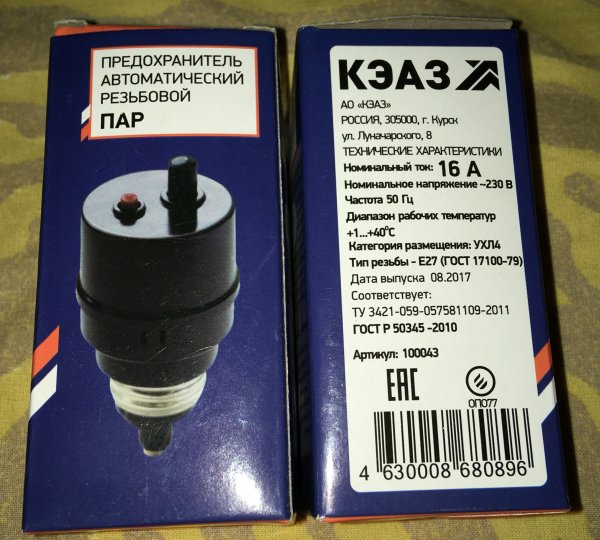 ПРЕДОХРАНИТЕЛЬ
АВТОМАТИЧЕСКИЙ
РЕЗЬБОВОЙ
ПАР
КЭАЗ
АО «КЭАЗ»
РОССИЯ, 305000, г. Курск
ул. Луначарского, 8
ТЕХНИЧЕСКИЕ ХАРАКТЕРИСТИКИ
Номинальный ток: 16 А
Номинальное напряжение ~230 В
Частота 50 Гц
Диапазон рабочих температур
+1...+40°С
Категория размещения: УХЛ4
Тип резьбы - Е27 (ГОСТ 17100-79)
Дата выпуска 08.2017
Соответствует:
ТУ 3421-059-057581109-2011
ГОСТ Р 50345 -2010
Артикул: 100043
ЕАС
ОП077
4 630008 680896